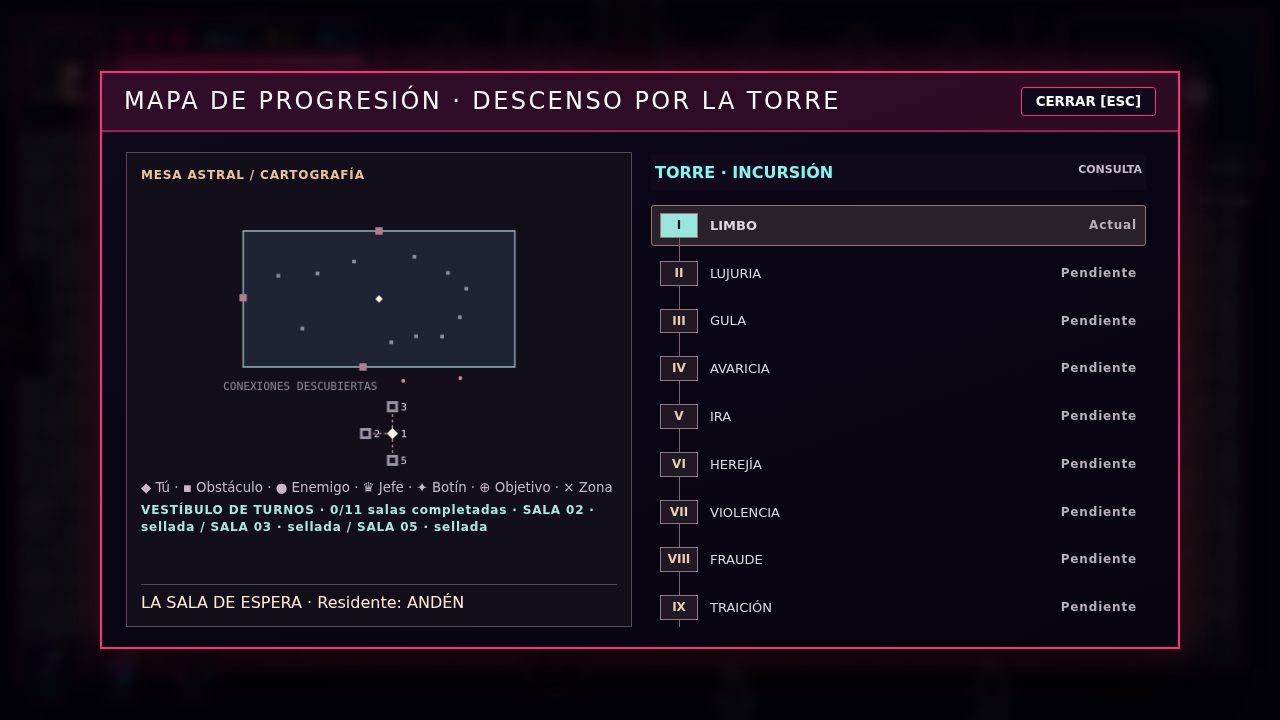 MAPA DE PROGRESIÓN · DESCENSO POR LA TORRE
CERRAR [ESC]
MESA ASTRAL / CARTOGRAFÍA
CONEXIONES DESCUBIERTAS
3
2
1
5
◆ Tú · ■ Obstáculo · ● Enemigo · ♛ Jefe · ✦ Botín · ⊕ Objetivo · × Zona
VESTÍBULO DE TURNOS · 0/11 salas completadas · SALA 02 ·
sellada / SALA 03 · sellada / SALA 05 · sellada
LA SALA DE ESPERA · Residente: ANDÉN
TORRE · INCURSIÓN
CONSULTA
I LIMBO Actual
II LUJURIA Pendiente
III GULA Pendiente
IV AVARICIA Pendiente
V IRA Pendiente
VI HEREJÍA Pendiente
VII VIOLENCIA Pendiente
VIII FRAUDE Pendiente
IX TRAICIÓN Pendiente